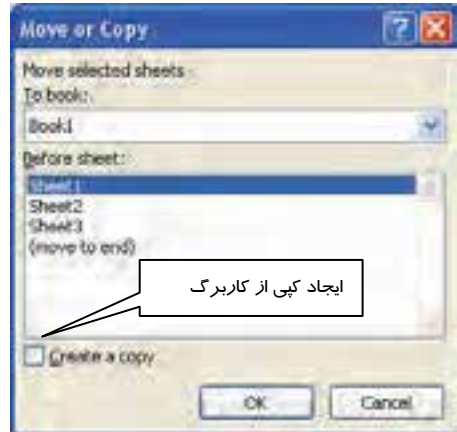 Move or Copy
Move selected sheets
To book:
Book1
Before sheet:
Sheet1
Sheet2
Sheet3
(move to end)
ایجاد کپی از کاربرگ
Create a copy
OK
Cancel